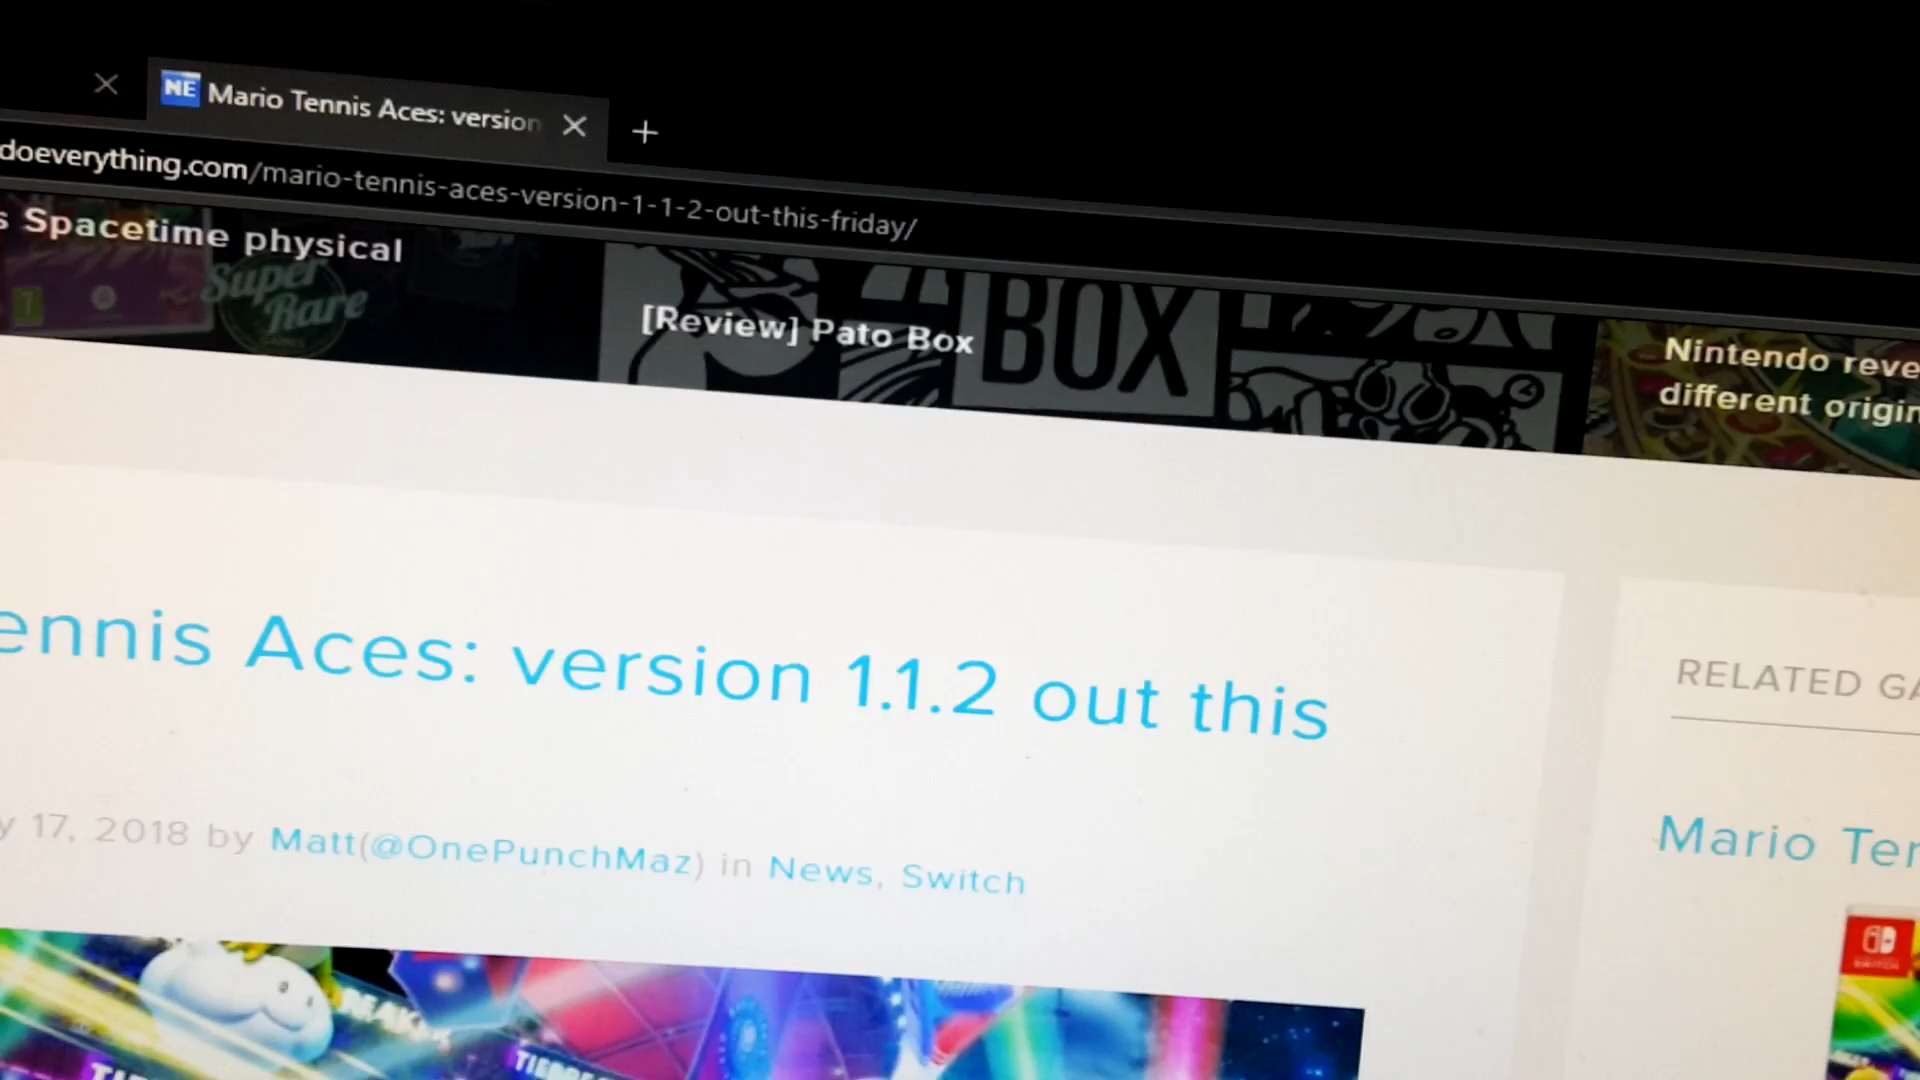 NE Mario Tennis Aces: version
doeverything.com/mario-tennis-aces-version-1-1-2-out-this-friday/
s Spacetime physical
Super
Rare
[Review] Pato Box
BOX
Nintendo reve
different origin
ennis Aces: version 1.1.2 out this
RELATED GA
y 17, 2018 by Matt(@OnePunchMaz) in News, Switch
Mario Ter
SWITCH